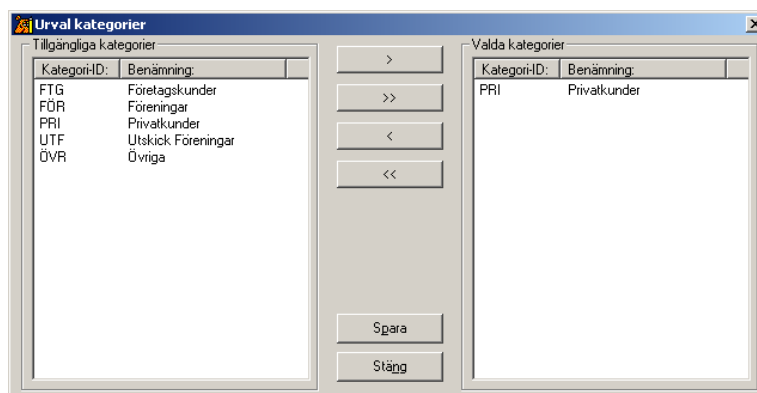 Urval kategorier
Tillgängliga kategorier
Kategori-ID: Benämning:
FTG Företagskunder
FÖR Föreningar
PRI Privatkunder
UTF Utskick Föreningar
ÖVR Övriga
>
>>
<
<<
Spara
Stäng
Valda kategorier
Kategori-ID: Benämning:
PRI Privatkunder